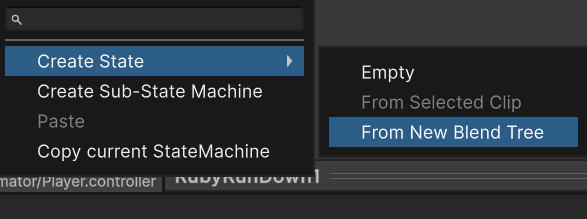 Create State
Create Sub-State Machine
Paste
Copy current StateMachine
Empty
From Selected Clip
From New Blend Tree
mator/Player.controller
RubyRunDown1